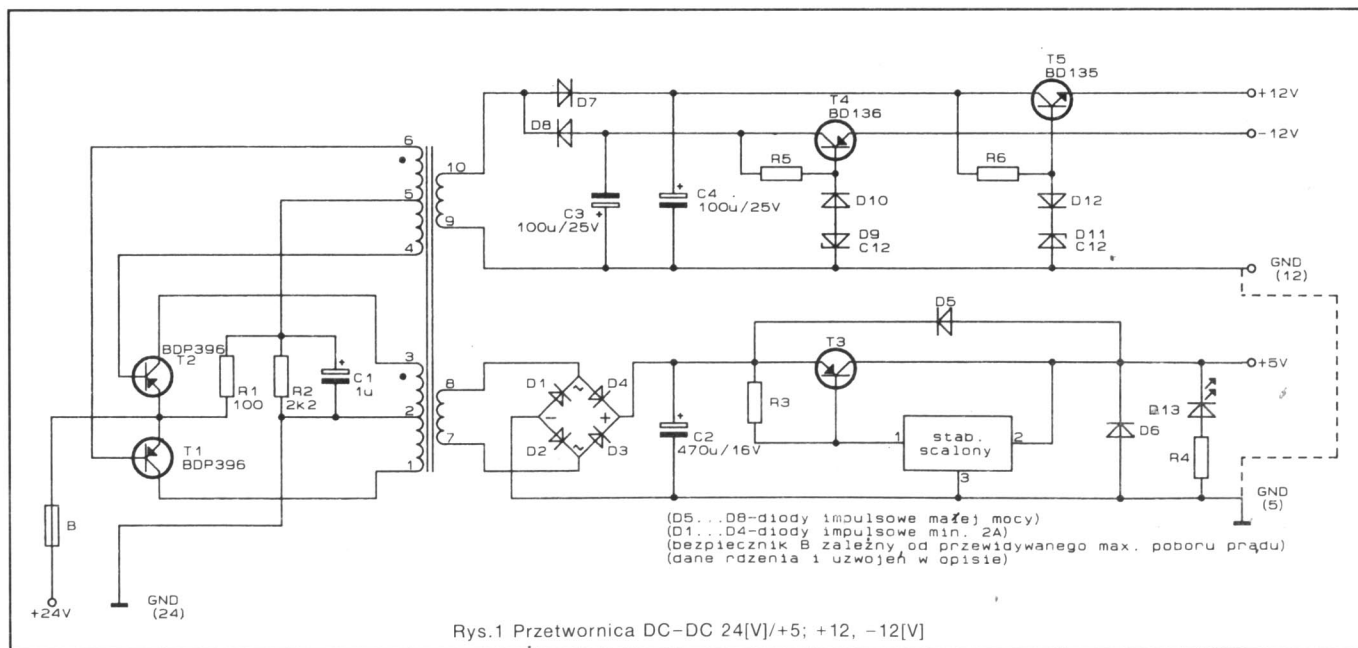 T5
BD135
+12V
D7
T4
BD136
D8
-12V
6
10
R5
R6
5
C4
100u/25V
+
D10
D12
C3
100u/25V
+
9
D9
C12
D11
C12
4
GND
(12)
D5
BDP396
T2
T3
+5V
3
8
D1
D4
R1
100
R2
2k2
+
C1
1u
~
R3
D13
2
-
+
+
C2
470u/16V
1
stab.
scalony
2
D6
T1
BDP396
D2
~
D3
7
R4
1
3
GND
(5)
B
(D5...D8-diody impulsowe małej mocy)
(D1...D4-diody impulsowe min. 2A)
(bezpiecznik B zależny od przewidywanego max. poboru prądu)
(dane rdzenia i uzwojeń w opisie)
+24V
GND
(24)
Rys.1 Przetwornica DC-DC 24[V]/+5; +12, -12[V]